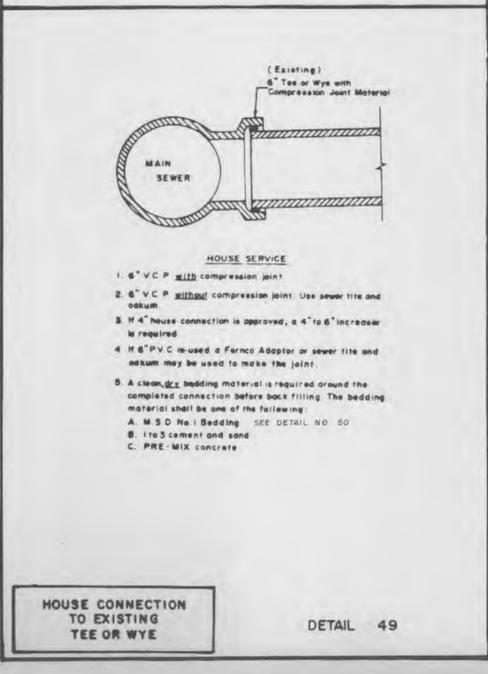 (Existing)
6" Tee or Wye with
Compression Joint Material
MAIN
SEWER
HOUSE SERVICE
1. 6" V C P with compression joint
2. 6" V C P without compression joint. Use sewer tite and
oakum.
3 If 4" house connection is approved, a 4" to 6" increaser
is required.
4 If 6" P.V.C is used a Fernco Adaptor or sewer tite and
oakum may be used to make the joint.
5. A clean, dry bedding material is required around the
completed connection before back filling. The bedding
material shall be one of the following:
A. M.S.D No. 1 Bedding SEE DETAIL NO. 50
B. 1 to 3 cement and sand
C. PRE-MIX concrete
HOUSE CONNECTION
TO EXISTING
TEE OR WYE
DETAIL 49